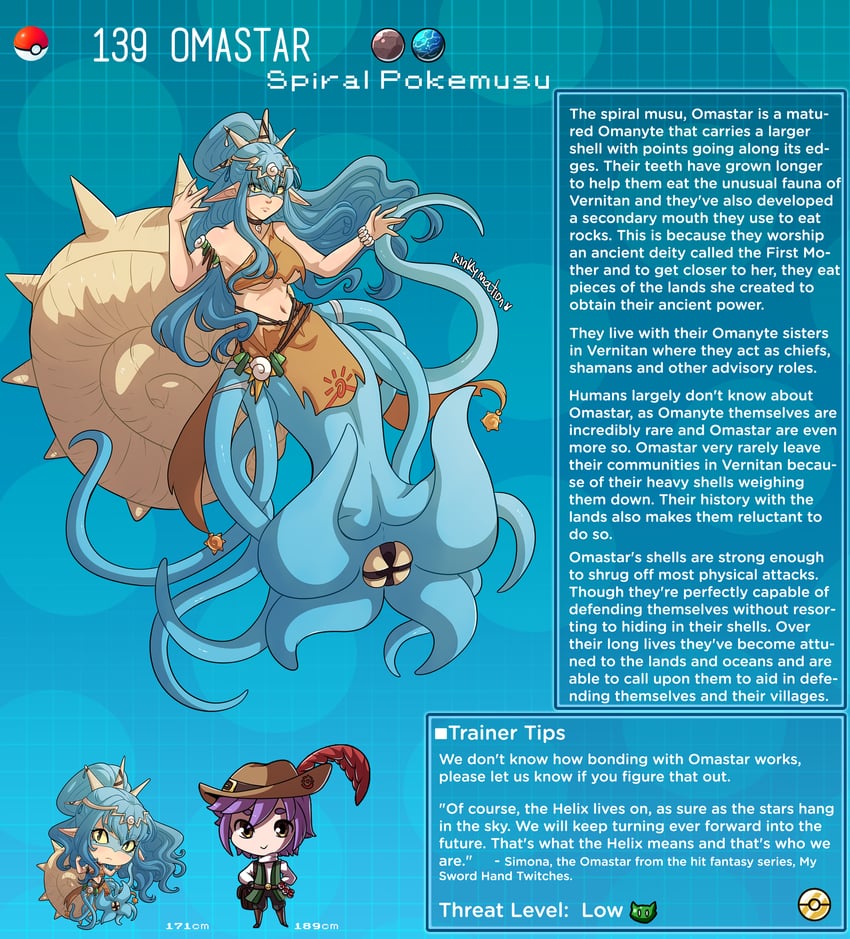 139 OMASTAR
Spiral Pokemusu
The spiral musu, Omastar is a matu-
red Omanyte that carries a larger
shell with points going along its ed-
ges. Their teeth have grown longer
to help them eat the unusual fauna of
Vernitan and they've also developed
a secondary mouth they use to eat
rocks. This is because they worship
an ancient deity called the First Mo-
ther and to get closer to her, they eat
pieces of the lands she created to
obtain their ancient power.
They live with their Omanyte sisters
in Vernitan where they act as chiefs,
shamans and other advisory roles.
Humans largely don't know about
Omastar, as Omanyte themselves are
incredibly rare and Omastar are even
more so. Omastar very rarely leave
their communities in Vernitan becau-
se of their heavy shells weighing
them down. Their history with the
lands also makes them reluctant to
do so.
Omastar's shells are strong enough
to shrug off most physical attacks.
Though they're perfectly capable of
defending themselves without resor-
ting to hiding in their shells. Over
their long lives they've become attu-
ned to the lands and oceans and are
able to call upon them to aid in defe-
nding themselves and their villages.
kinkymation
Trainer Tips
We don't know how bonding with Omastar works,
please let us know if you figure that out.
"Of course, the Helix lives on, as sure as the stars hang
in the sky. We will keep turning ever forward into the
future. That's what the Helix means and that's who we
are." - Simona, the Omastar from the hit fantasy series, My
Sword Hand Twitches.
Threat Level: Low
171cm
189cm